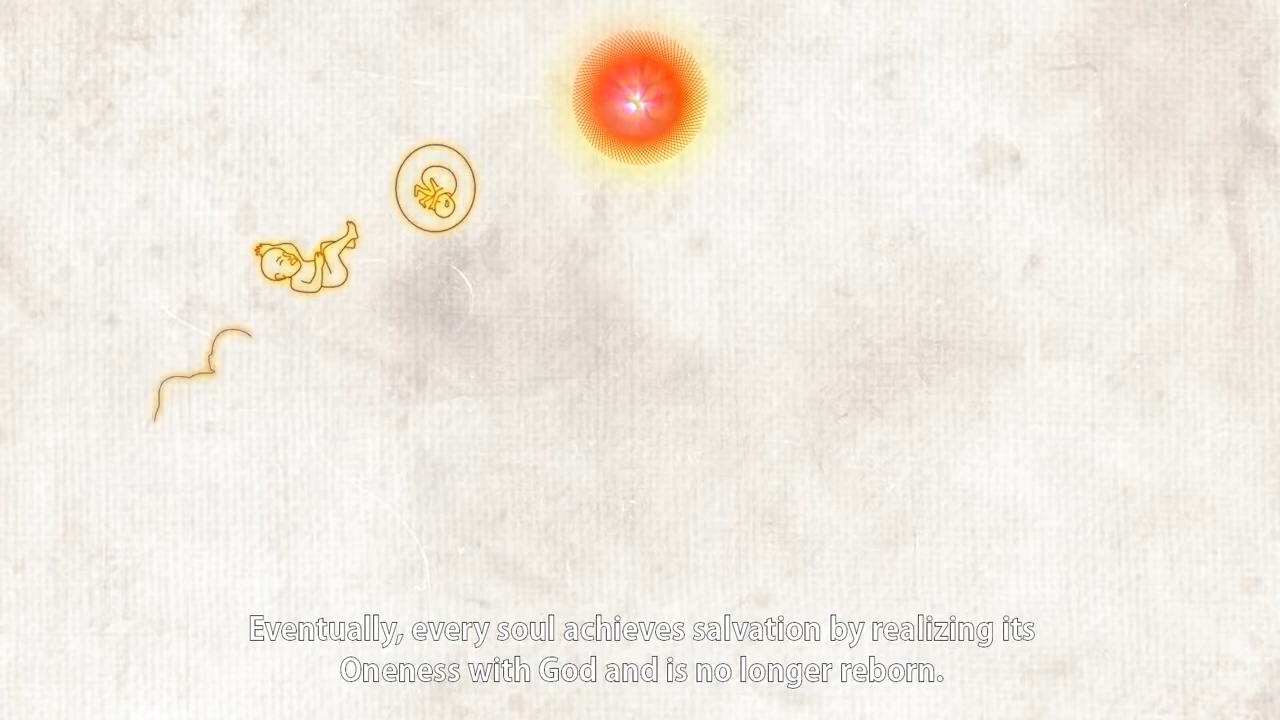 Eventually, every soul achieves salvation by realizing its
Oneness with God and is no longer reborn.